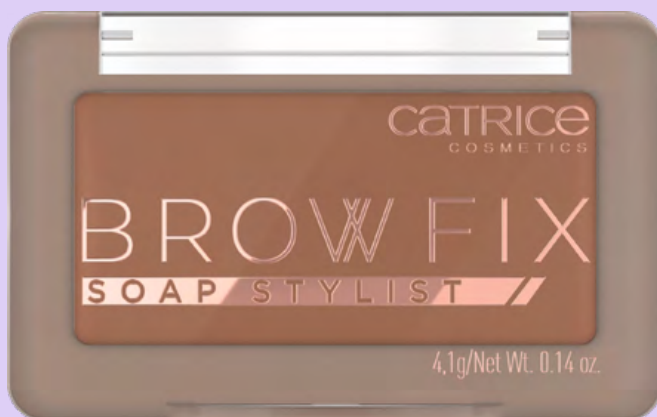 CATRICE
COSMETICS
BROW FIX
SOAP STYLIST
4,1g/Net Wt. 0.14 oz.